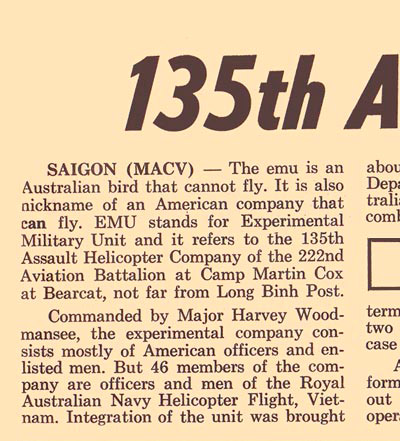 135th A
SAIGON (MACV) — The emu is an
Australian bird that cannot fly. It is also
nickname of an American company that
can fly. EMU stands for Experimental
Military Unit and it refers to the 135th
Assault Helicopter Company of the 222nd
Aviation Battalion at Camp Martin Cox
at Bearcat, not far from Long Binh Post.
Commanded by Major Harvey Wood-
mansee, the experimental company con-
sists mostly of American officers and en-
listed men. But 46 members of the com-
pany are officers and men of the Royal
Australian Navy Helicopter Flight, Viet-
nam. Integration of the unit was brought
abou
Depa
tralia
comb
term
two
case
A
form
out
opera